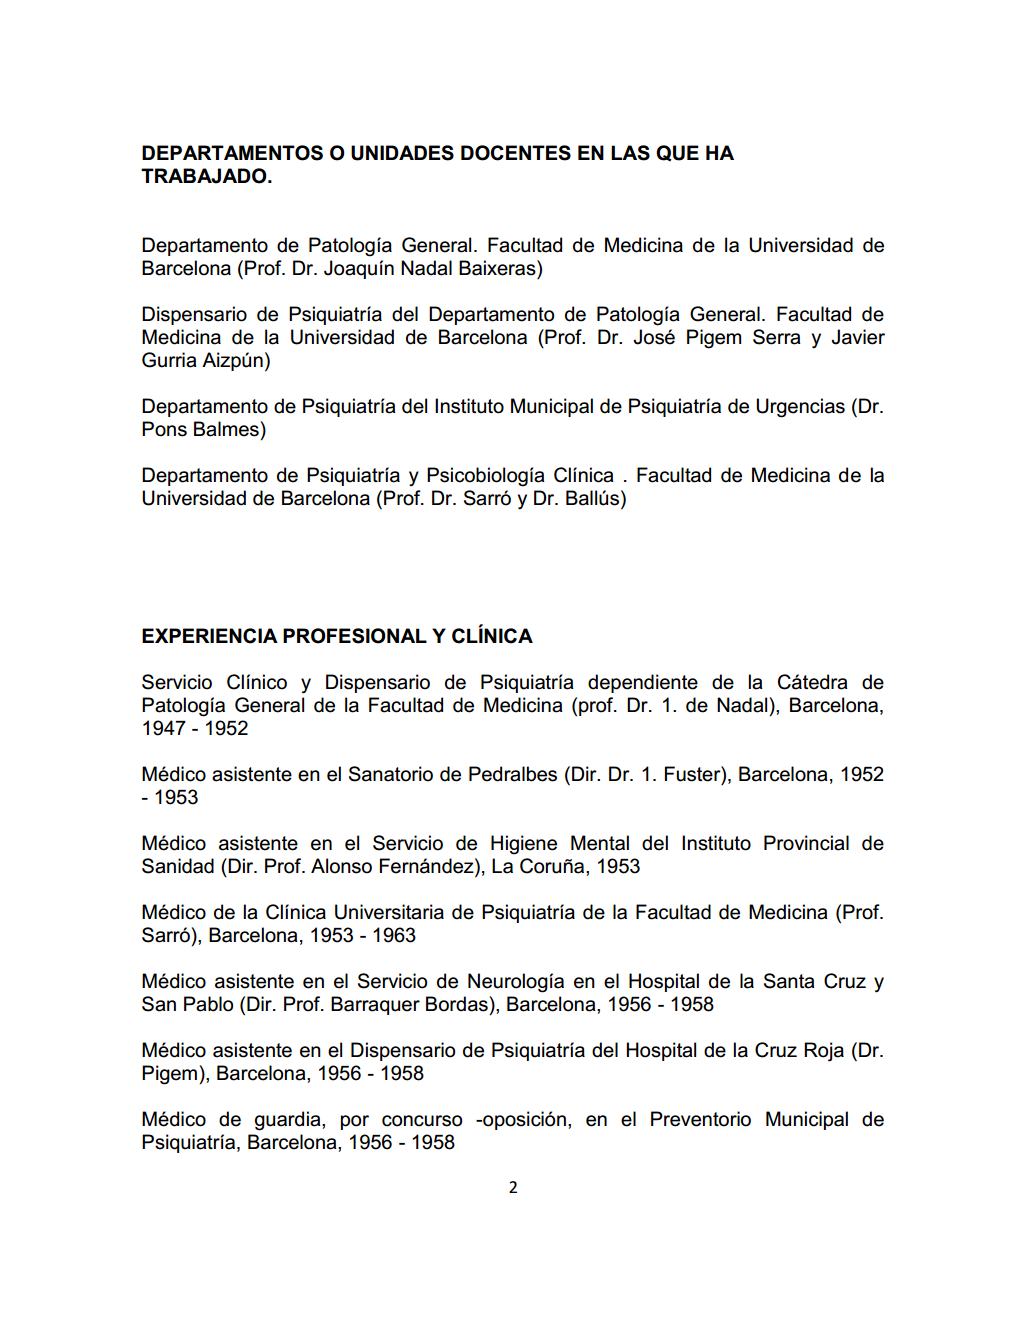 DEPARTAMENTOS O UNIDADES DOCENTES EN LAS QUE HA
TRABAJADO.
Departamento de Patología General. Facultad de Medicina de la Universidad de
Barcelona (Prof. Dr. Joaquín Nadal Baixeras)
Dispensario de Psiquiatría del Departamento de Patología General. Facultad de
Medicina de la Universidad de Barcelona (Prof. Dr. José Pigem Serra y Javier
Gurria Aizpún)
Departamento de Psiquiatría del Instituto Municipal de Psiquiatría de Urgencias (Dr.
Pons Balmes)
Departamento de Psiquiatría y Psicobiología Clínica . Facultad de Medicina de la
Universidad de Barcelona (Prof. Dr. Sarró y Dr. Ballús)
EXPERIENCIA PROFESIONAL Y CLÍNICA
Servicio Clínico y Dispensario de Psiquiatría dependiente de la Cátedra de
Patología General de la Facultad de Medicina (prof. Dr. 1. de Nadal), Barcelona,
1947 - 1952
Médico asistente en el Sanatorio de Pedralbes (Dir. Dr. 1. Fuster), Barcelona, 1952
- 1953
Médico asistente en el Servicio de Higiene Mental del Instituto Provincial de
Sanidad (Dir. Prof. Alonso Fernández), La Coruña, 1953
Médico de la Clínica Universitaria de Psiquiatría de la Facultad de Medicina (Prof.
Sarró), Barcelona, 1953 - 1963
Médico asistente en el Servicio de Neurología en el Hospital de la Santa Cruz y
San Pablo (Dir. Prof. Barraquer Bordas), Barcelona, 1956 - 1958
Médico asistente en el Dispensario de Psiquiatría del Hospital de la Cruz Roja (Dr.
Pigem), Barcelona, 1956 - 1958
Médico de guardia, por concurso -oposición, en el Preventorio Municipal de
Psiquiatría, Barcelona, 1956 - 1958
2